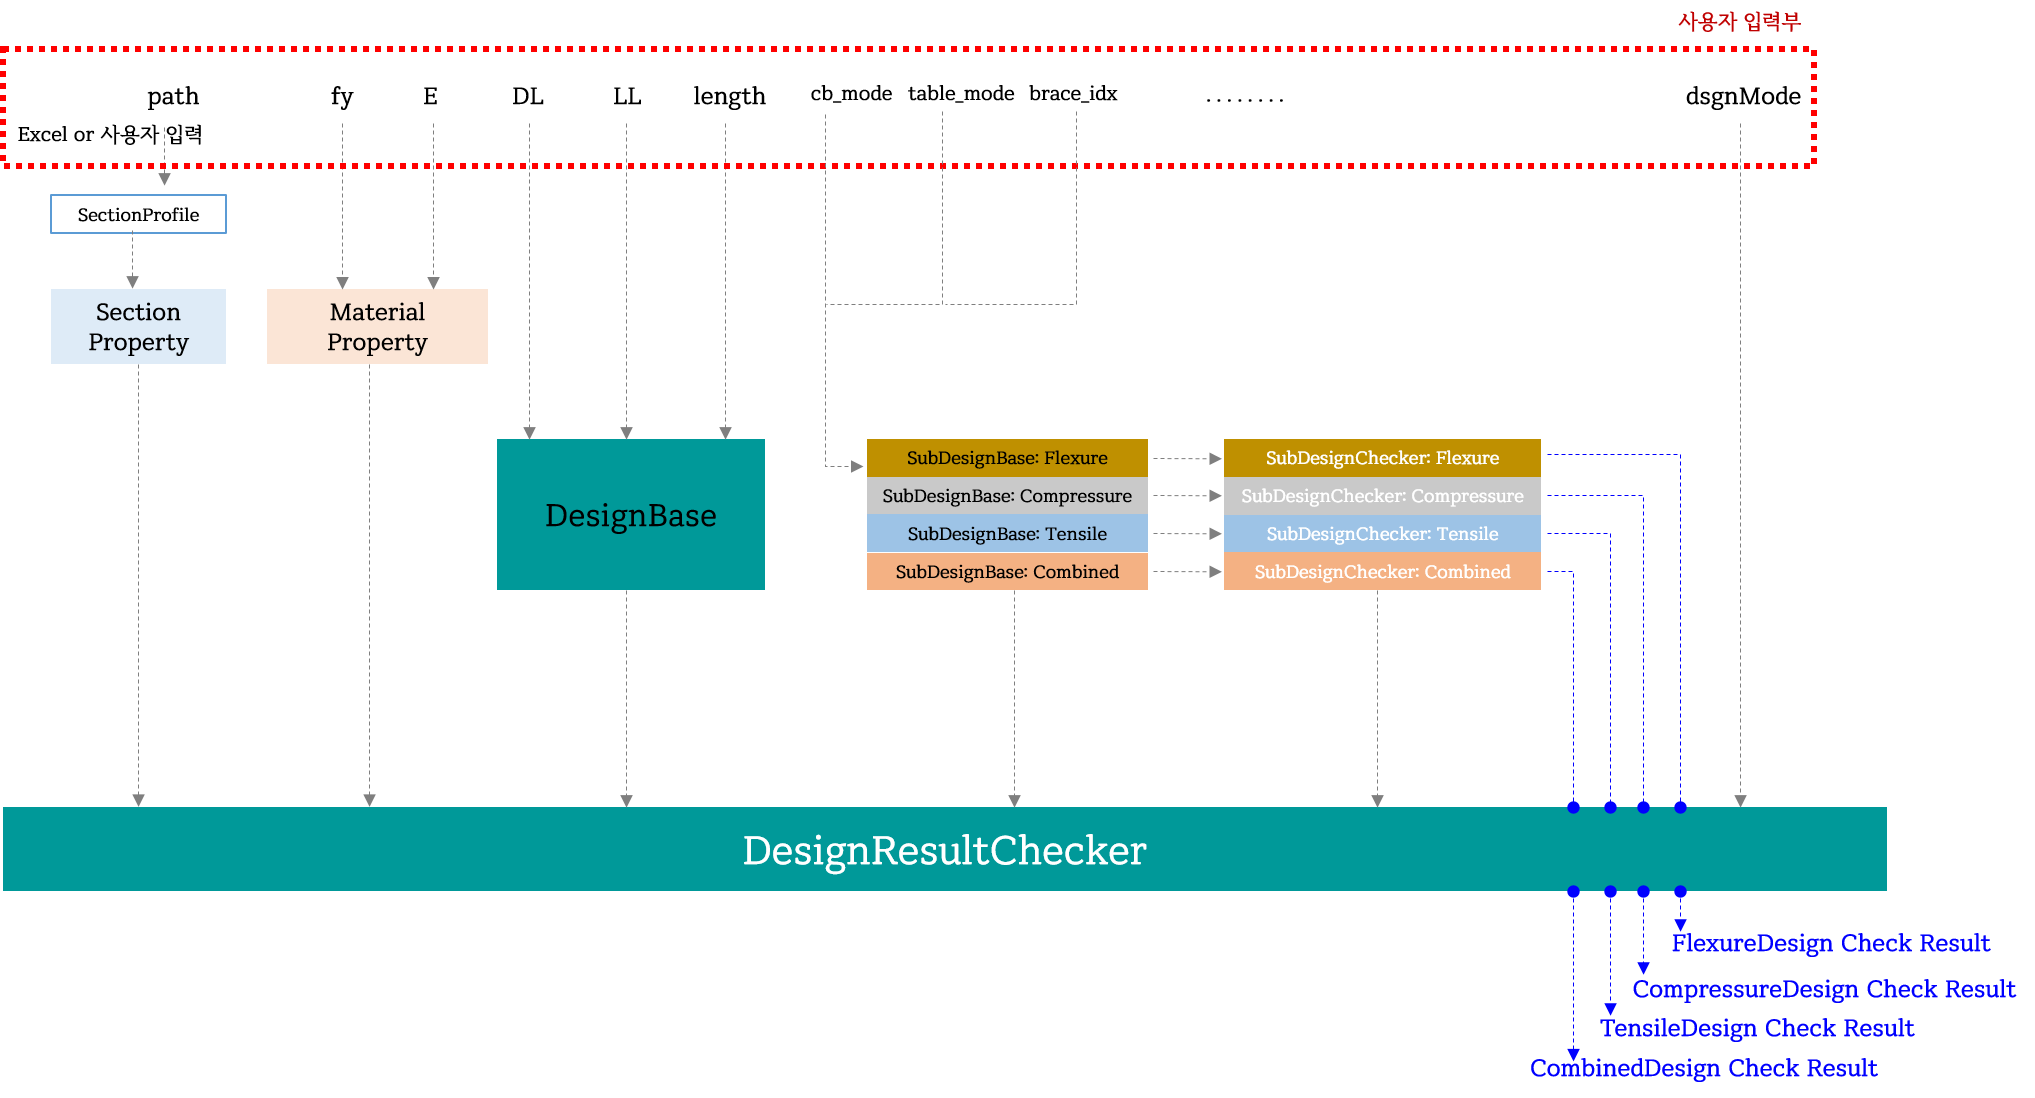 사용자 입력부
path
fy
E
DL
LL
length
cb_mode
table_mode
brace_idx
........
dsgnMode
Excel or 사용자 입력
SectionProfile
Section
Property
Material
Property
DesignBase
SubDesignBase: Flexure
SubDesignChecker: Flexure
SubDesignBase: Compressure
SubDesignChecker: Compressure
SubDesignBase: Tensile
SubDesignChecker: Tensile
SubDesignBase: Combined
SubDesignChecker: Combined
DesignResultChecker
FlexureDesign Check Result
CompressureDesign Check Result
TensileDesign Check Result
CombinedDesign Check Result